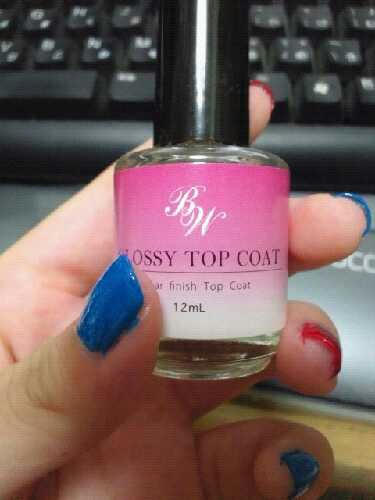 BW
LOSSY TOP COAT
ar finish Top Coat
12mL